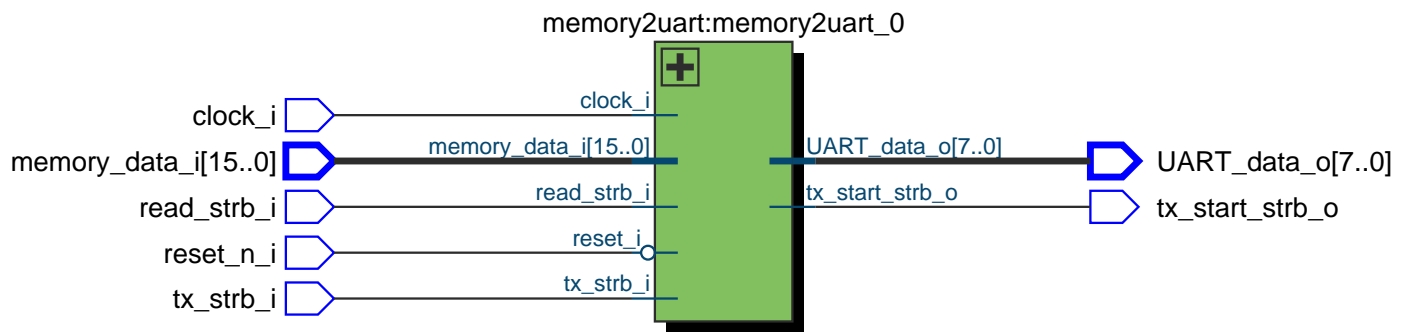 memory2uart:memory2uart_0
clock_i clock_i
memory_data_i[15..0] memory_data_i[15..0] UART_data_o[7..0] UART_data_o[7..0]
read_strb_i read_strb_i tx_start_strb_o tx_start_strb_o
reset_n_i reset_i
tx_strb_i tx_strb_i